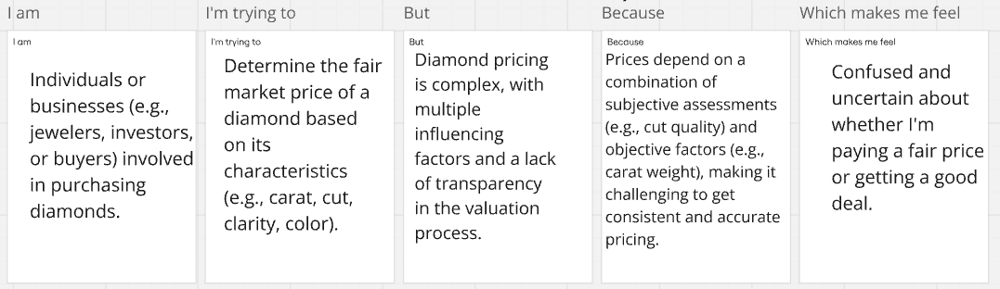 I am
I'm trying to
But
Because
Which makes me feel
I am
Individuals or
businesses (e.g.,
jewelers, investors,
or buyers) involved
in purchasing
diamonds.
I'm trying to
Determine the fair
market price of a
diamond based
on its
characteristics
(e.g., carat, cut,
clarity, color).
But
Diamond pricing
is complex, with
multiple
influencing
factors and a lack
of transparency
in the valuation
process.
Because
Prices depend on a
combination of
subjective assessments
(e.g., cut quality) and
objective factors (e.g.,
carat weight), making it
challenging to get
consistent and accurate
pricing.
Which makes me feel
Confused and
uncertain about
whether I'm
paying a fair price
or getting a good
deal.